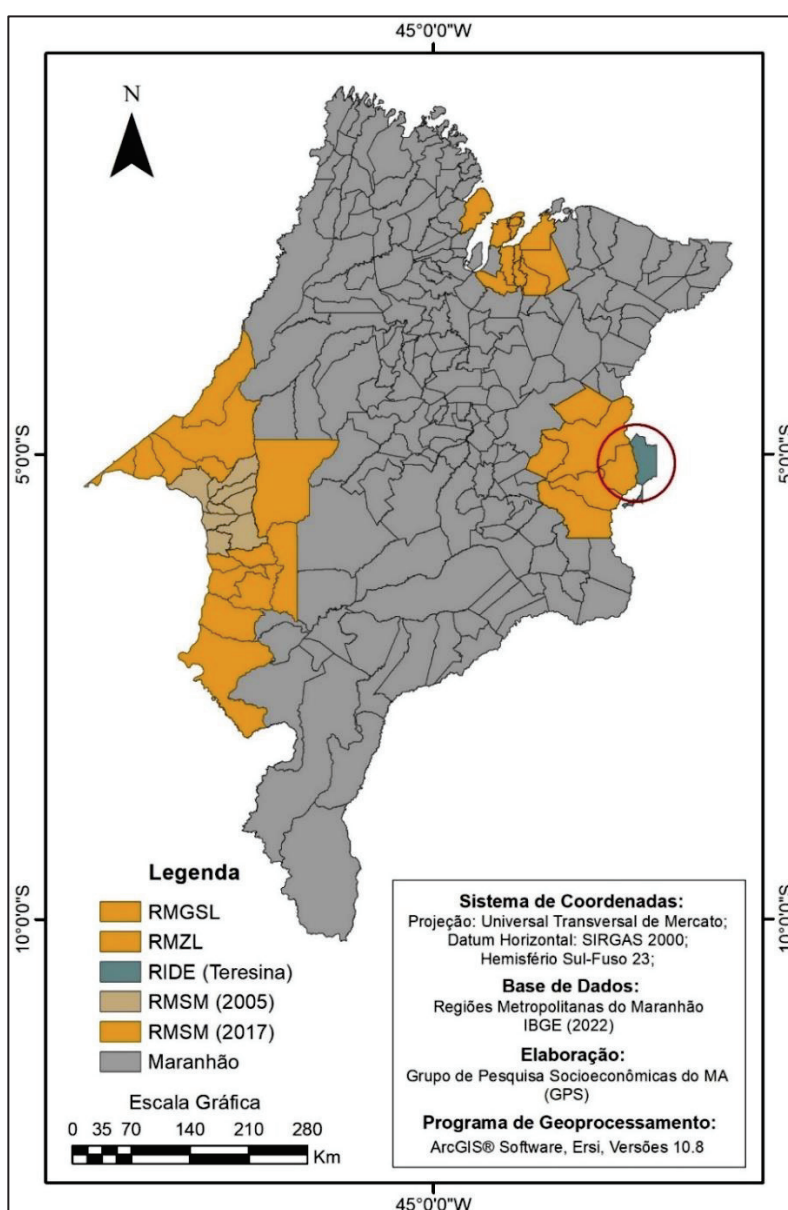 45°0'0"W
N
5°0'0"S
5°0'0"S
10°0'0"S
10°0'0"S
Legenda
RMGSL
RMZL
RIDE (Teresina)
RMSM (2005)
RMSM (2017)
Maranhão
Escala Gráfica
0 35 70 140 210 280
Km
Sistema de Coordenadas:
Projeção: Universal Transversal de Mercato;
Datum Horizontal: SIRGAS 2000;
Hemisfério Sul-Fuso 23;
Base de Dados:
Regiões Metropolitanas do Maranhão
IBGE (2022)
Elaboração:
Grupo de Pesquisa Socioeconômicas do MA
(GPS)
Programa de Geoprocessamento:
ArcGIS® Software, Ersi, Versões 10.8
45°0'0"W